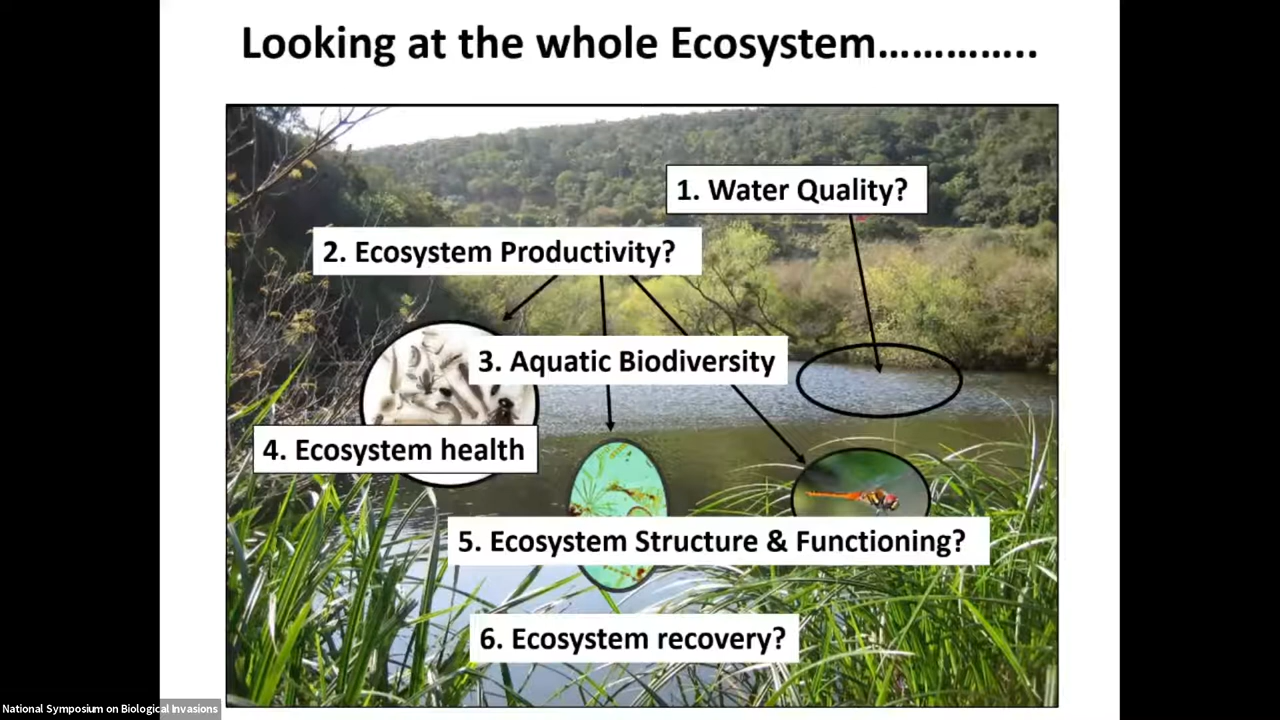 Looking at the whole Ecosystem…………..
1. Water Quality?
2. Ecosystem Productivity?
3. Aquatic Biodiversity
4. Ecosystem health
5. Ecosystem Structure & Functioning?
6. Ecosystem recovery?
National Symposium on Biological Invasions